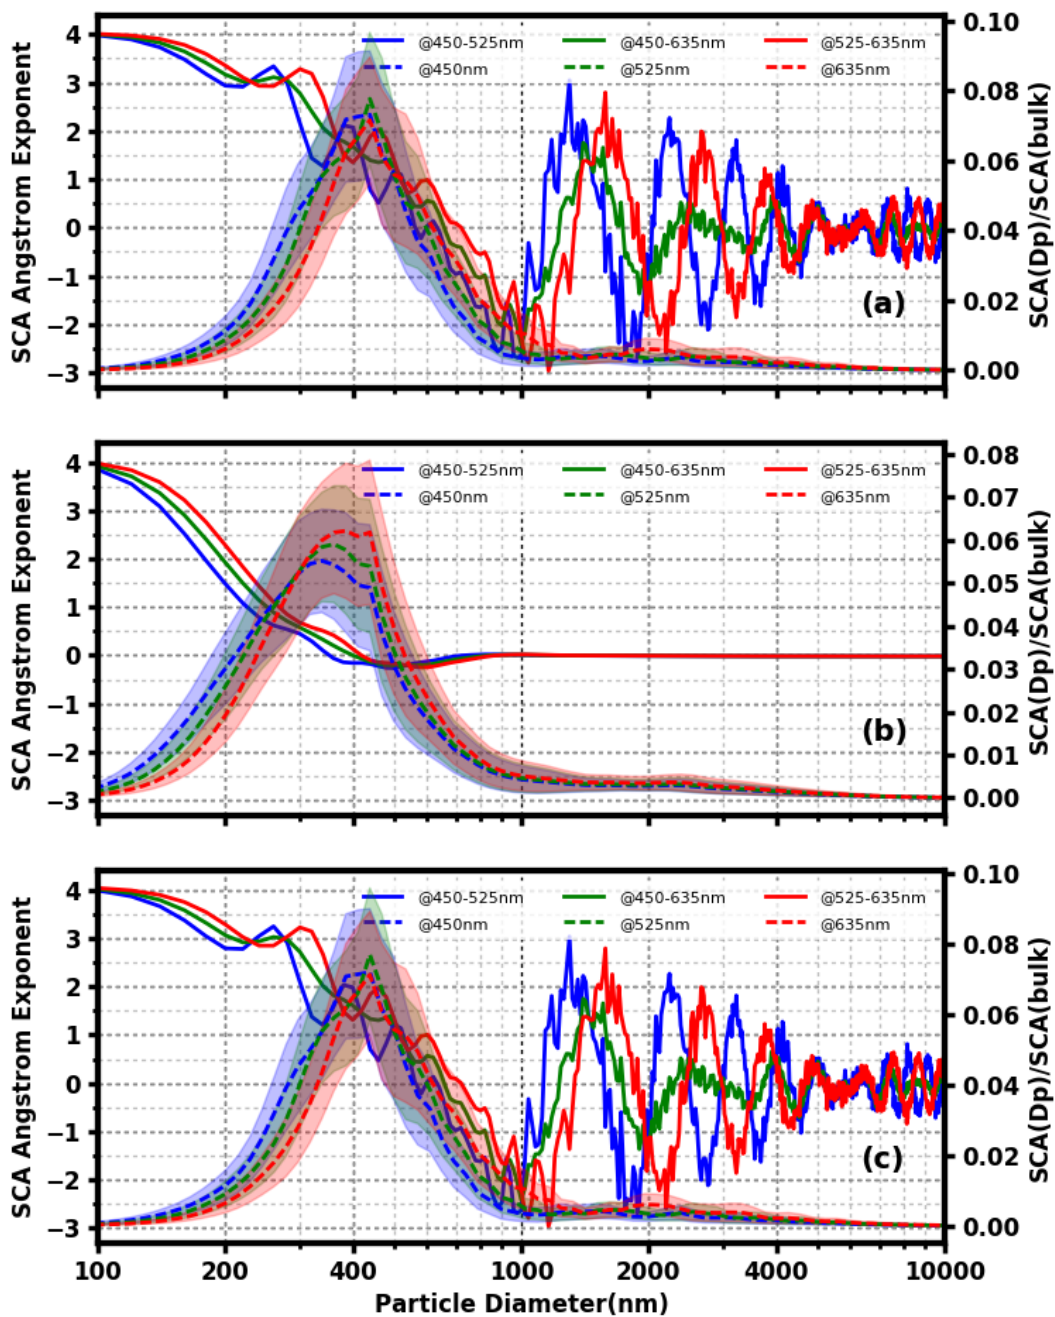 4 0.10
@450-525nm @450-635nm @525-635nm
@450nm @525nm @635nm
3 0.08
2
0.06
1
0 0.04
−1
0.02
−2
(a)
−3 0.00
SCA Angstrom Exponent
SCA(Dp)/SCA(bulk)
4 0.08
@450-525nm @450-635nm @525-635nm
@450nm @525nm @635nm
3 0.07
2 0.06
0.05
1
0.04
0
0.03
−1
0.02
(b)
−2 0.01
−3 0.00
SCA Angstrom Exponent
SCA(Dp)/SCA(bulk)
4 0.10
@450-525nm @450-635nm @525-635nm
@450nm @525nm @635nm
3 0.08
2
0.06
1
0 0.04
−1
0.02
(c)
−2
−3 0.00
SCA Angstrom Exponent
SCA(Dp)/SCA(bulk)
100 200 400 1000 2000 4000 10000
Particle Diameter(nm)